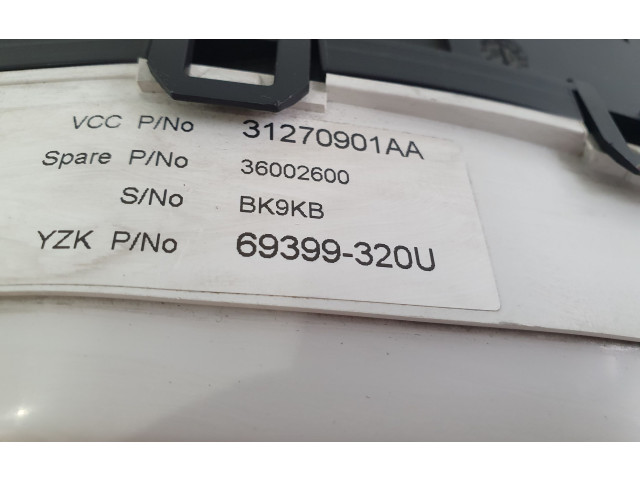 VCC P/No 31270901AA
Spare P/No 36002600
S/No BK9KB
YZK P/No 69399-320U